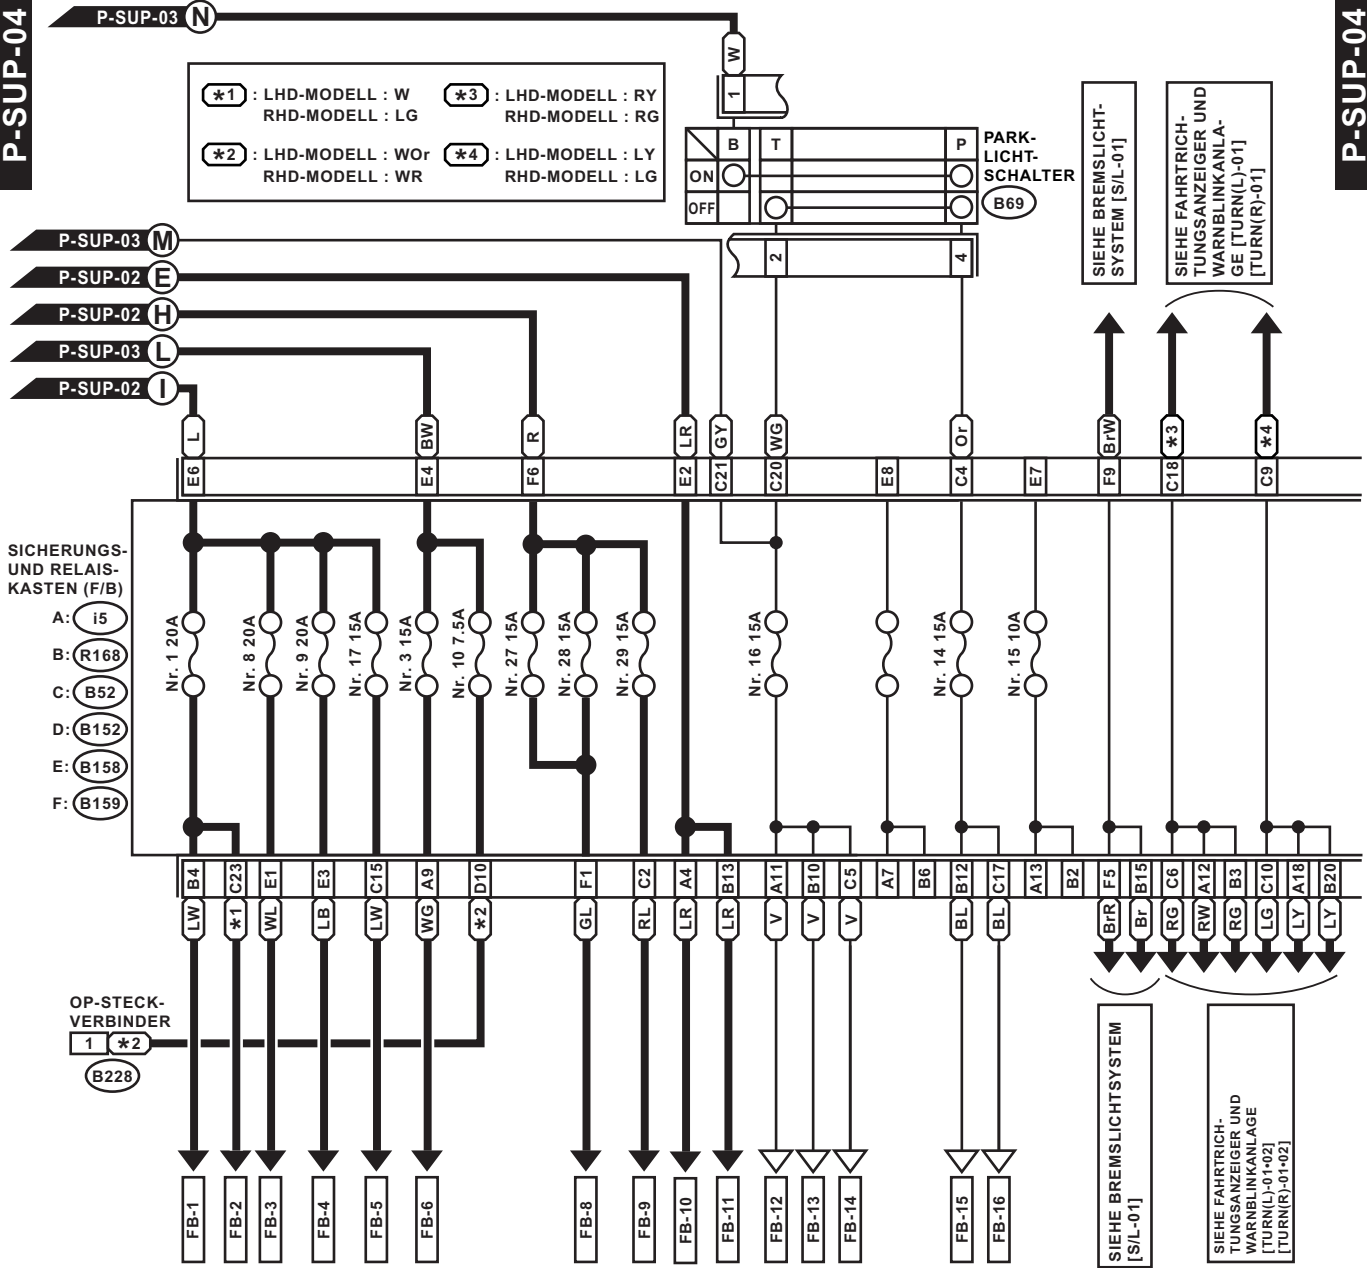 P-SUP-04
P-SUP-04
P-SUP-03 N
W
1
*1 : LHD-MODELL : W
RHD-MODELL : LG
*2 : LHD-MODELL : WOr
RHD-MODELL : WR
*3 : LHD-MODELL : RY
RHD-MODELL : RG
*4 : LHD-MODELL : LY
RHD-MODELL : LG
B T P
ON
OFF
PARK-
LICHT-
SCHALTER
B69
2 4
SIEHE BREMSLICHT-
SYSTEM [S/L-01]
SIEHE FAHRTRICH-
TUNGSANZEIGER UND
WARNBLINKANLA-
GE [TURN(L)-01]
[TURN(R)-01]
P-SUP-03 M
P-SUP-02 E
P-SUP-02 H
P-SUP-03 L
P-SUP-02 I
L BW R LR GY WG Or BrW *3 *4
E6 E4 F6 E2 C21 C20 E8 C4 E7 F9 C18 C9
SICHERUNGS-
UND RELAIS-
KASTEN (F/B)
A: i5
B: R168
C: B52
D: B152
E: B158
F: B159
Nr. 1 20A
Nr. 8 20A
Nr. 9 20A
Nr. 17 15A
Nr. 3 15A
Nr. 10 7.5A
Nr. 27 15A
Nr. 28 15A
Nr. 29 15A
Nr. 16 15A
Nr. 14 15A
Nr. 15 10A
B4 C23 E1 E3 C15 A9 D10 F1 C2 A4 B13 A11 B10 C5 A7 B6 B12 C17 A13 B2 F5 B15 C6 A12 B3 C10 A18 B20
LW *1 WL LB LW WG *2 GL RL LR LR V V V BL BL BrR Br RG RW RG LG LY LY
OP-STECK-
VERBINDER
1 *2
B228
FB-1 FB-2 FB-3 FB-4 FB-5 FB-6 FB-8 FB-9 FB-10 FB-11 FB-12 FB-13 FB-14 FB-15 FB-16
SIEHE BREMSLICHTSYSTEM
[S/L-01]
SIEHE FAHRTRICH-
TUNGSANZEIGER UND
WARNBLINKANLAGE
[TURN(L)-01•02]
[TURN(R)-01•02]